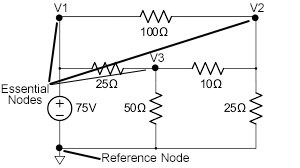 V1
V2
100Ω
V3
25Ω
10Ω
Essential
Nodes
75V
50Ω
25Ω
Reference Node